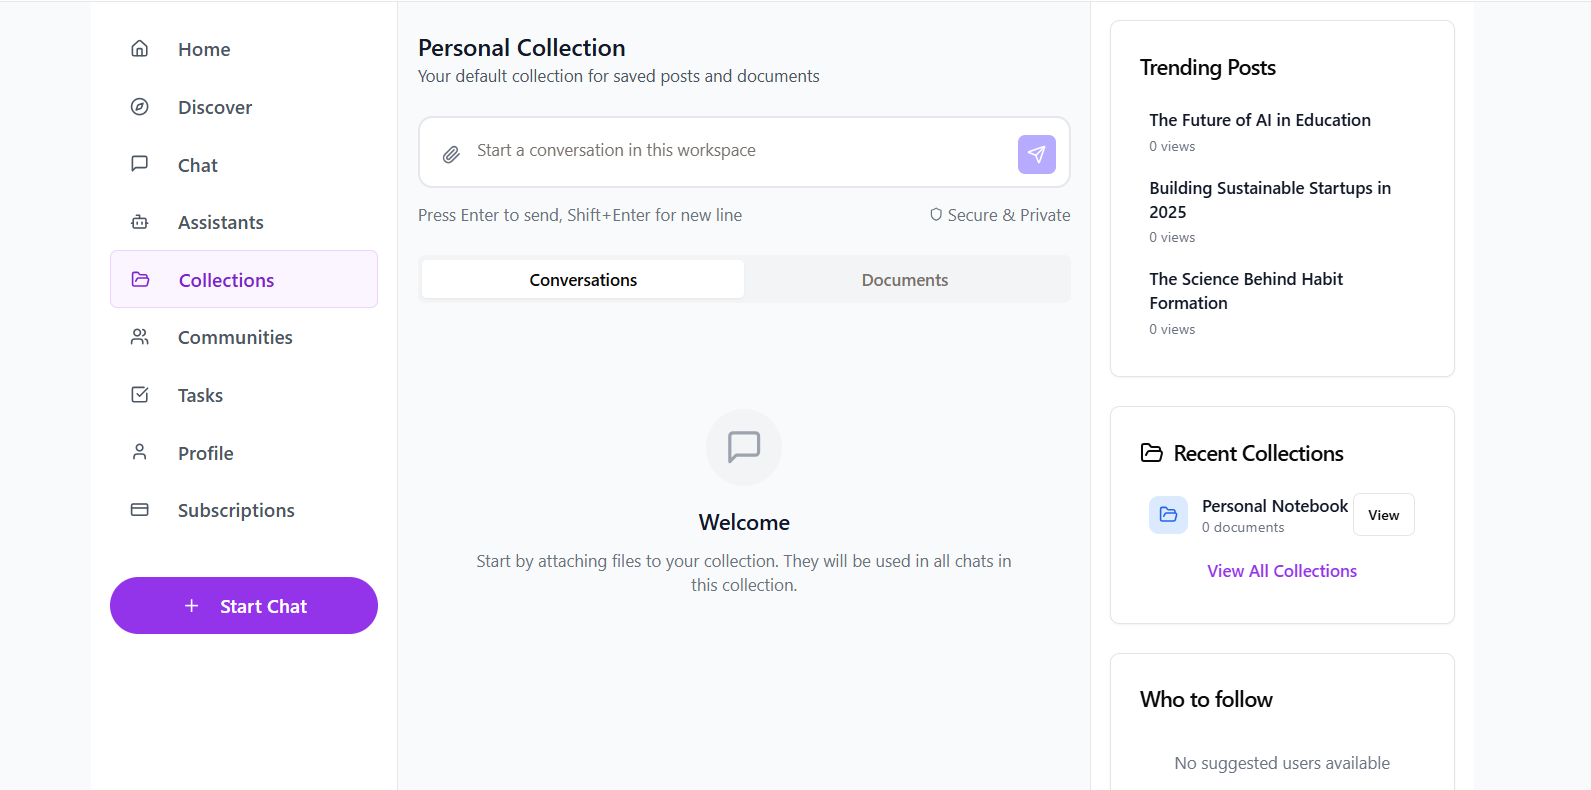 Home
Discover
Chat
Assistants
Collections
Communities
Tasks
Profile
Subscriptions
Start Chat
Personal Collection
Your default collection for saved posts and documents
Start a conversation in this workspace
Press Enter to send, Shift+Enter for new line
Secure & Private
Conversations
Documents
Welcome
Start by attaching files to your collection. They will be used in all chats in
this collection.
Trending Posts
The Future of AI in Education
0 views
Building Sustainable Startups in
2025
0 views
The Science Behind Habit
Formation
0 views
Recent Collections
Personal Notebook
0 documents
View
View All Collections
Who to follow
No suggested users available